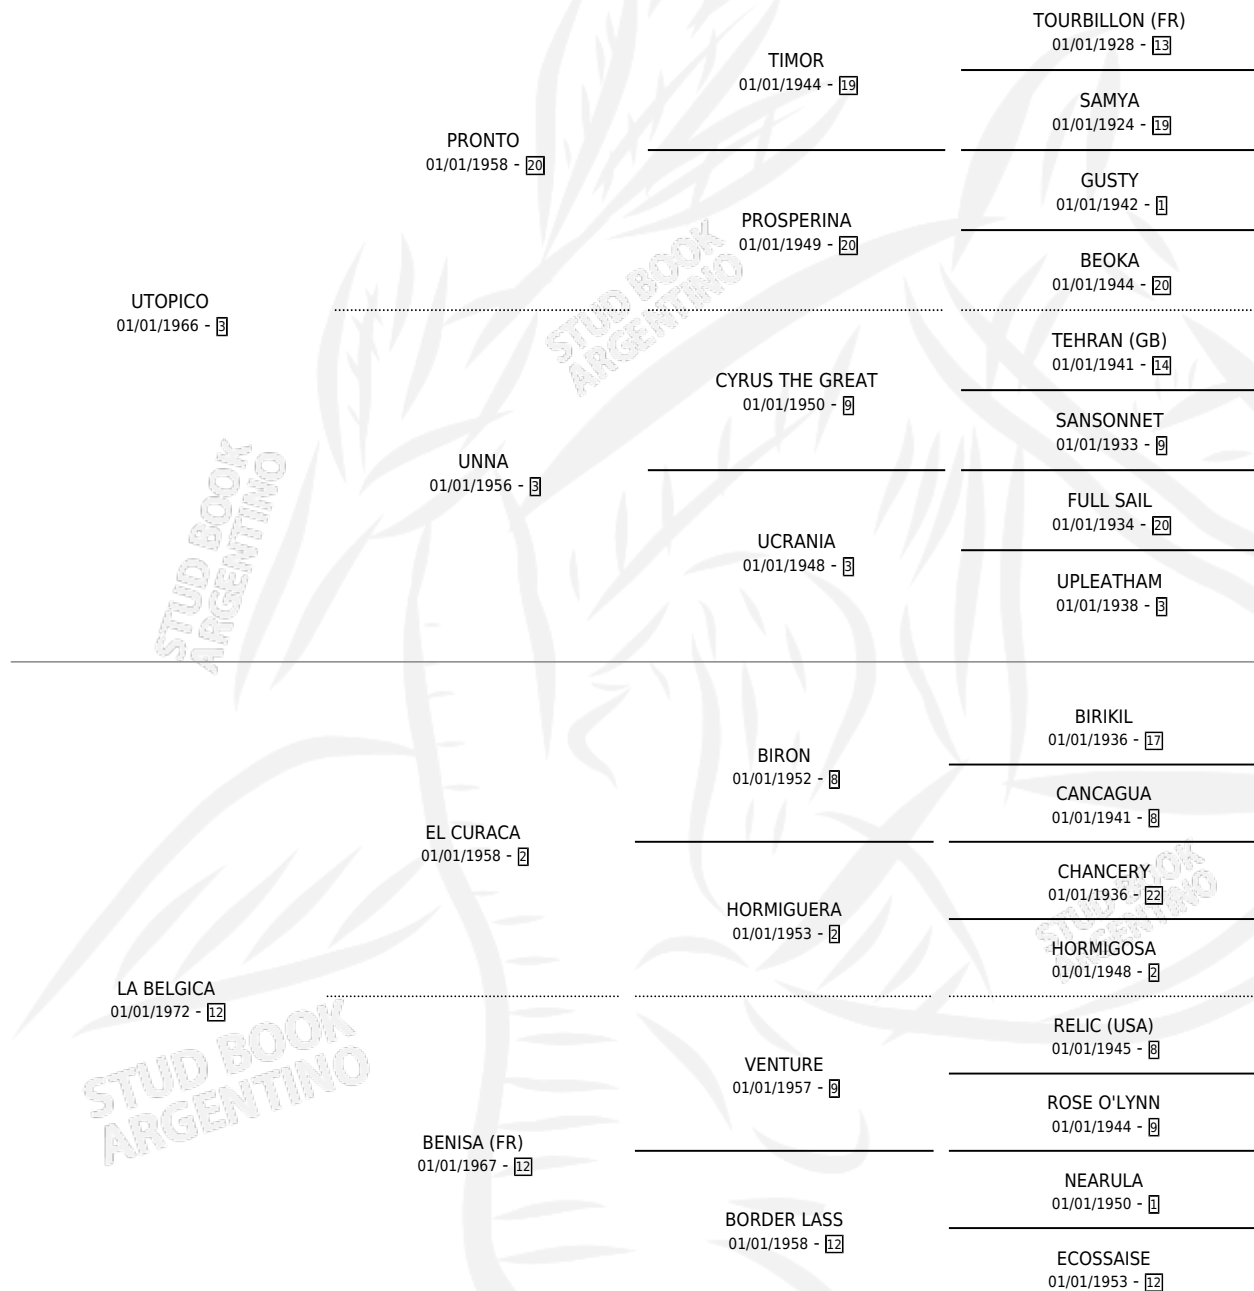 TOURBILLON (FR)
01/01/1928 - 13
TIMOR
01/01/1944 - 19
SAMYA
01/01/1924 - 19
PRONTO
01/01/1958 - 20
GUSTY
01/01/1942 - 1
PROSPERINA
01/01/1949 - 20
BEOKA
01/01/1944 - 20
UTOPICO
01/01/1966 - 3
TEHRAN (GB)
01/01/1941 - 14
CYRUS THE GREAT
01/01/1950 - 9
SANSONNET
01/01/1933 - 9
UNNA
01/01/1956 - 3
FULL SAIL
01/01/1934 - 20
UCRANIA
01/01/1948 - 3
UPLEATHAM
01/01/1938 - 3
BIRIKIL
01/01/1936 - 17
BIRON
01/01/1952 - 8
CANCAGUA
01/01/1941 - 8
EL CURACA
01/01/1958 - 2
CHANCERY
01/01/1936 - 22
HORMIGUERA
01/01/1953 - 2
HORMIGOSA
01/01/1948 - 2
LA BELGICA
01/01/1972 - 12
RELIC (USA)
01/01/1945 - 8
VENTURE
01/01/1957 - 9
ROSE O'LYNN
01/01/1944 - 9
BENISA (FR)
01/01/1967 - 12
NEARULA
01/01/1950 - 1
BORDER LASS
01/01/1958 - 12
ECOSSAISE
01/01/1953 - 12
STUD BOOK
ARGENTINO
STUD BOOK
ARGENTINO
STUD BOOK
ARGENTINO
STUD BOOK
ARGENTINO